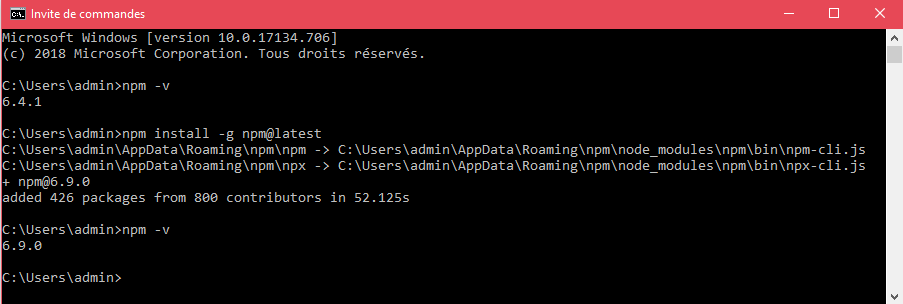 Invite de commandes
Microsoft Windows [version 10.0.17134.706]
(c) 2018 Microsoft Corporation. Tous droits réservés.
C:\Users\admin>npm -v
6.4.1
C:\Users\admin>npm install -g npm@latest
C:\Users\admin\AppData\Roaming\npm\npm -> C:\Users\admin\AppData\Roaming\npm\node_modules\npm\bin\npm-cli.js
C:\Users\admin\AppData\Roaming\npm\npx -> C:\Users\admin\AppData\Roaming\npm\node_modules\npm\bin\npx-cli.js
+ npm@6.9.0
added 426 packages from 800 contributors in 52.125s
C:\Users\admin>npm -v
6.9.0
C:\Users\admin>